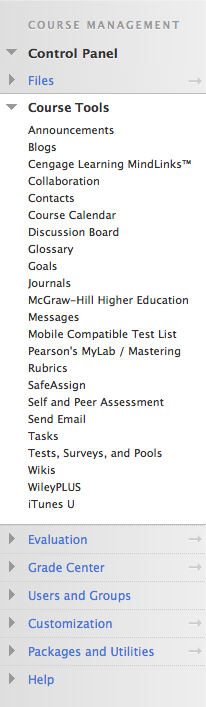 COURSE MANAGEMENT
Control Panel
Files
Course Tools
Announcements
Blogs
Cengage Learning MindLinks™
Collaboration
Contacts
Course Calendar
Discussion Board
Glossary
Goals
Journals
McGraw-Hill Higher Education
Messages
Mobile Compatible Test List
Pearson's MyLab / Mastering
Rubrics
SafeAssign
Self and Peer Assessment
Send Email
Tasks
Tests, Surveys, and Pools
Wikis
WileyPLUS
iTunes U
Evaluation
Grade Center
Users and Groups
Customization
Packages and Utilities
Help